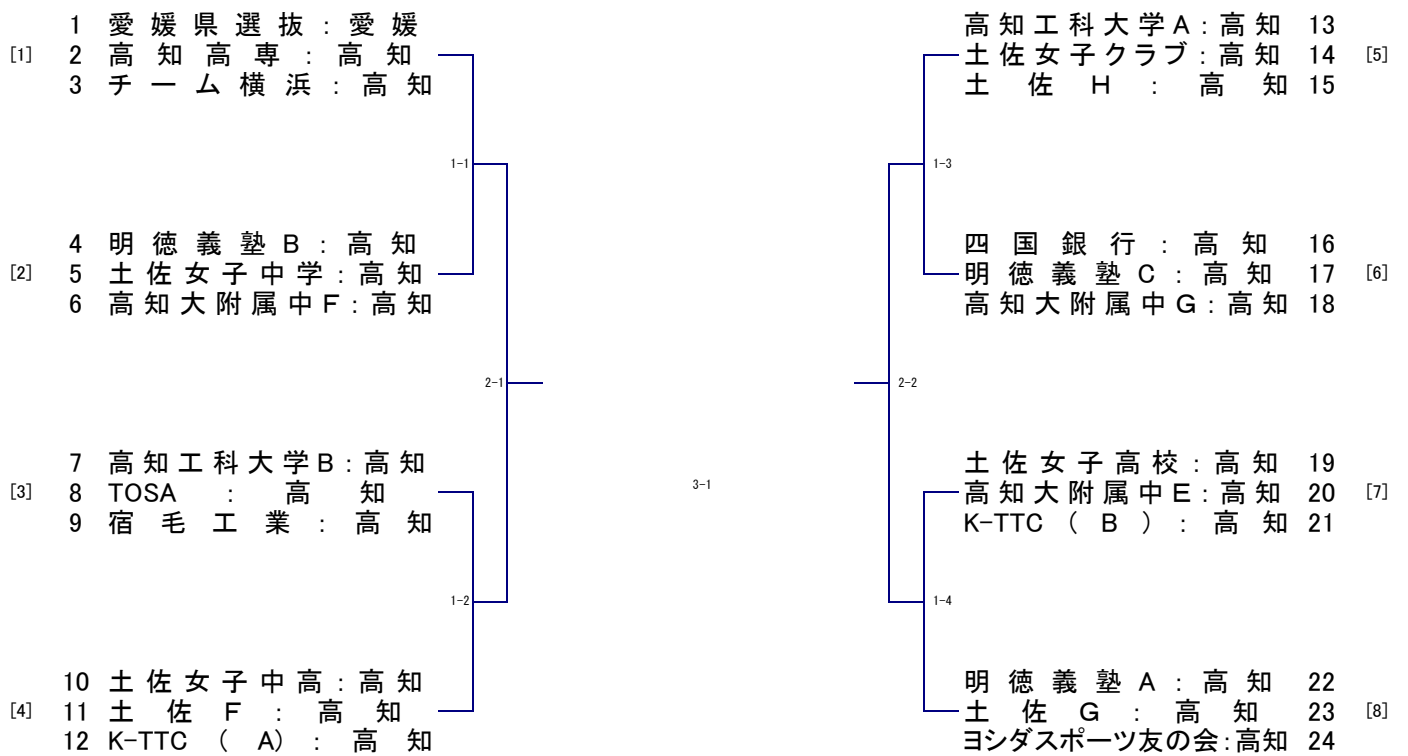 1 愛媛県選抜：愛媛
[1] 2 高知高専：高知
3 チーム横浜：高知
1-1
4 明徳義塾B：高知
[2] 5 土佐女子中学：高知
6 高知大附属中F：高知
2-1
7 高知工科大学B：高知
[3] 8 TOSA：高知
9 宿毛工業：高知
1-2
10 土佐女子中高：高知
[4] 11 土佐F：高知
12 K-TTC（A）：高知
3-1
高知工科大学A：高知 13
土佐女子クラブ：高知 14 [5]
土佐H：高知 15
1-3
四国銀行：高知 16
明徳義塾C：高知 17 [6]
高知大附属中G：高知 18
2-2
土佐女子高校：高知 19
高知大附属中E：高知 20 [7]
K-TTC（B）：高知 21
1-4
明徳義塾A：高知 22
土佐G：高知 23 [8]
ヨシダスポーツ友の会：高知 24